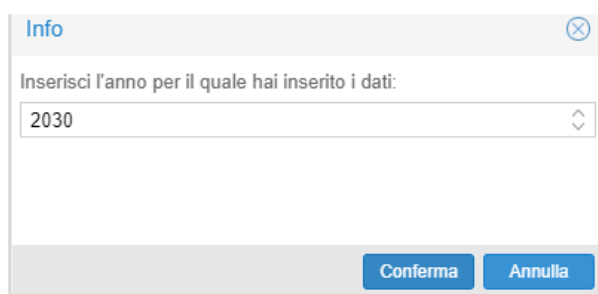 Info
Inserisci l'anno per il quale hai inserito i dati:
2030
Conferma Annulla